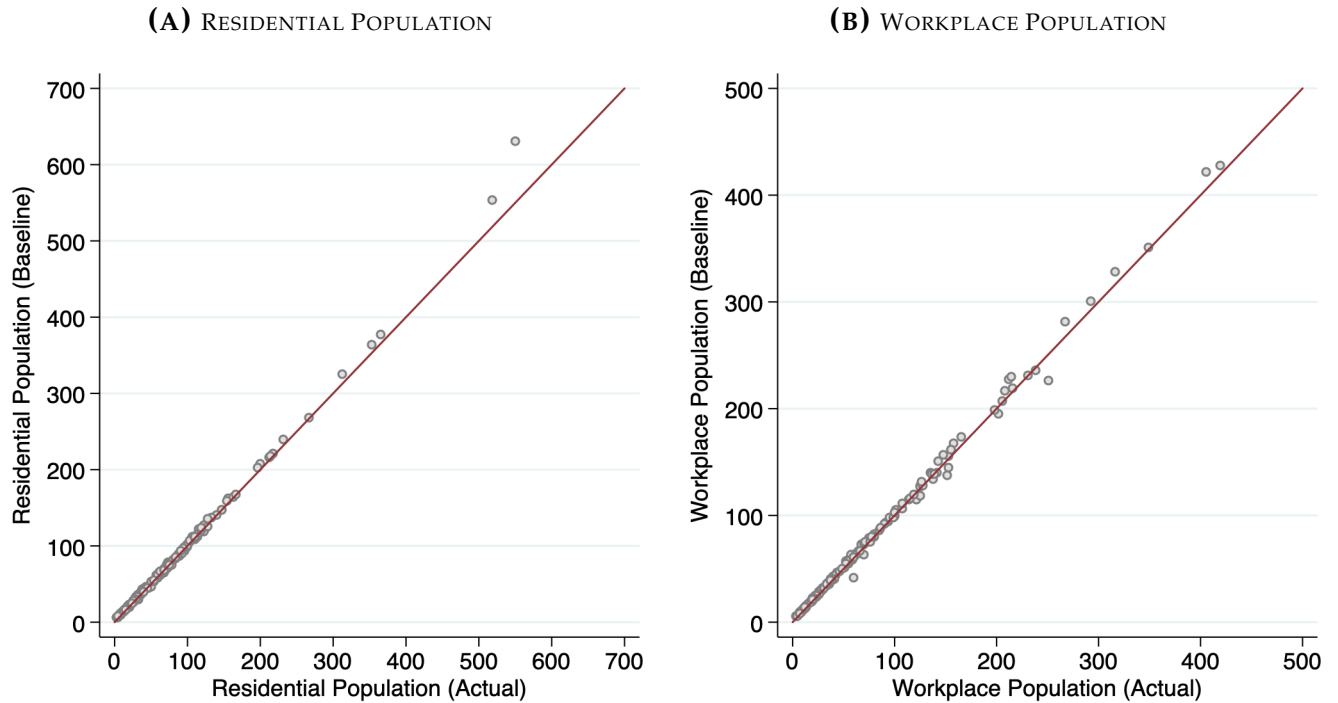 (A) RESIDENTIAL POPULATION
Residential Population (Baseline)
700
600
500
400
300
200
100
0
0 100 200 300 400 500 600 700
Residential Population (Actual)
(B) WORKPLACE POPULATION
Workplace Population (Baseline)
500
400
300
200
100
0
0 100 200 300 400 500
Workplace Population (Actual)